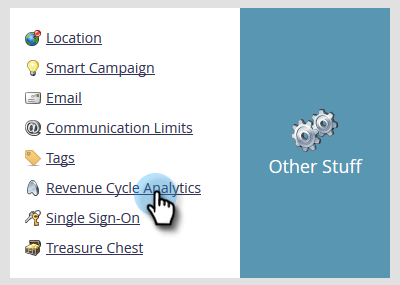 Location
Smart Campaign
Email
Communication Limits
Tags
Revenue Cycle Analytics
Single Sign-On
Treasure Chest
Other Stuff